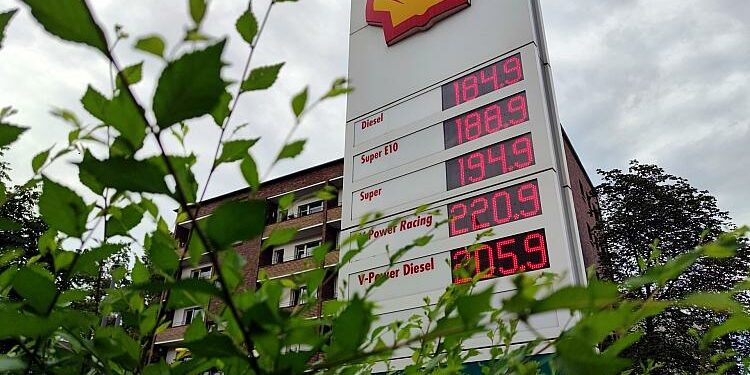 Diesel 184.9
Super E10 188.9
Super 194.9
V-Power Racing 220.9
V-Power Diesel 205.9